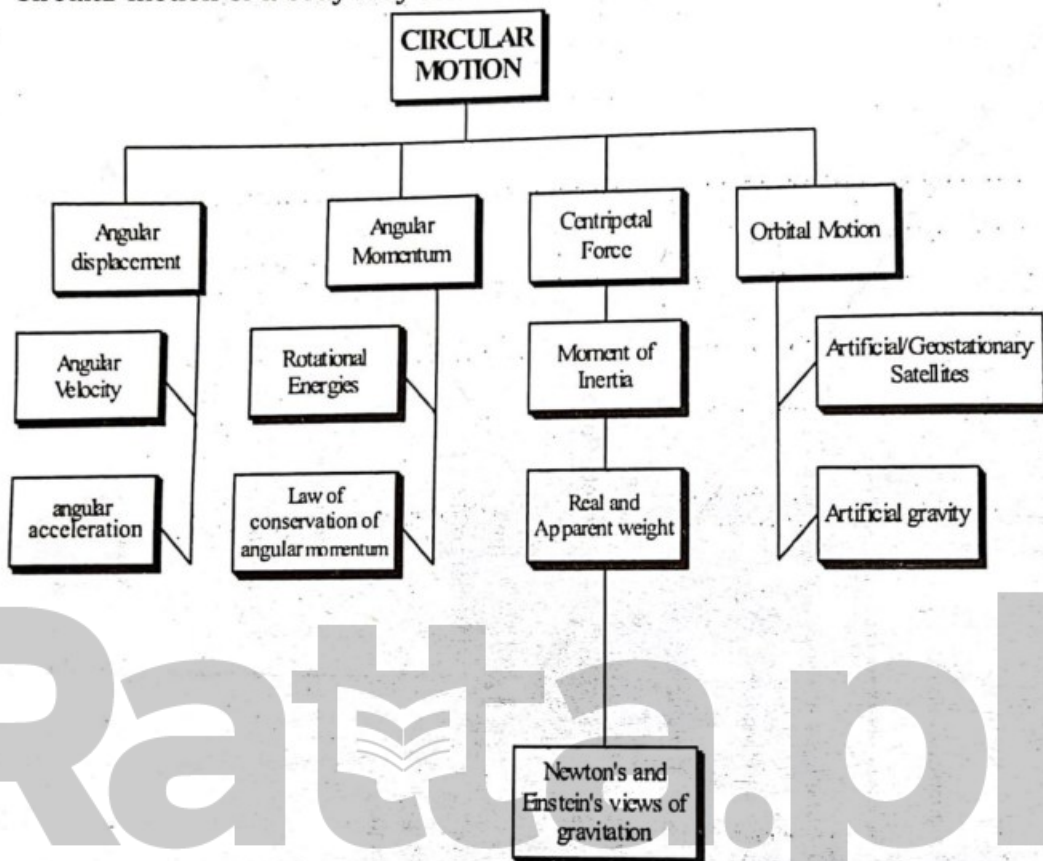 CIRCULAR
MOTION
Angular
displacement
Angular
Momentum
Centripetal
Force
Orbital Motion
Angular
Velocity
Rotational
Energies
Moment of
Inertia
Artificial/Geostationary
Satellites
angular
acceleration
Law of
conservation of
angular momentum
Real and
Apparent weight
Artificial gravity
Ratta.pk
Newton's and
Einstein's views of
gravitation